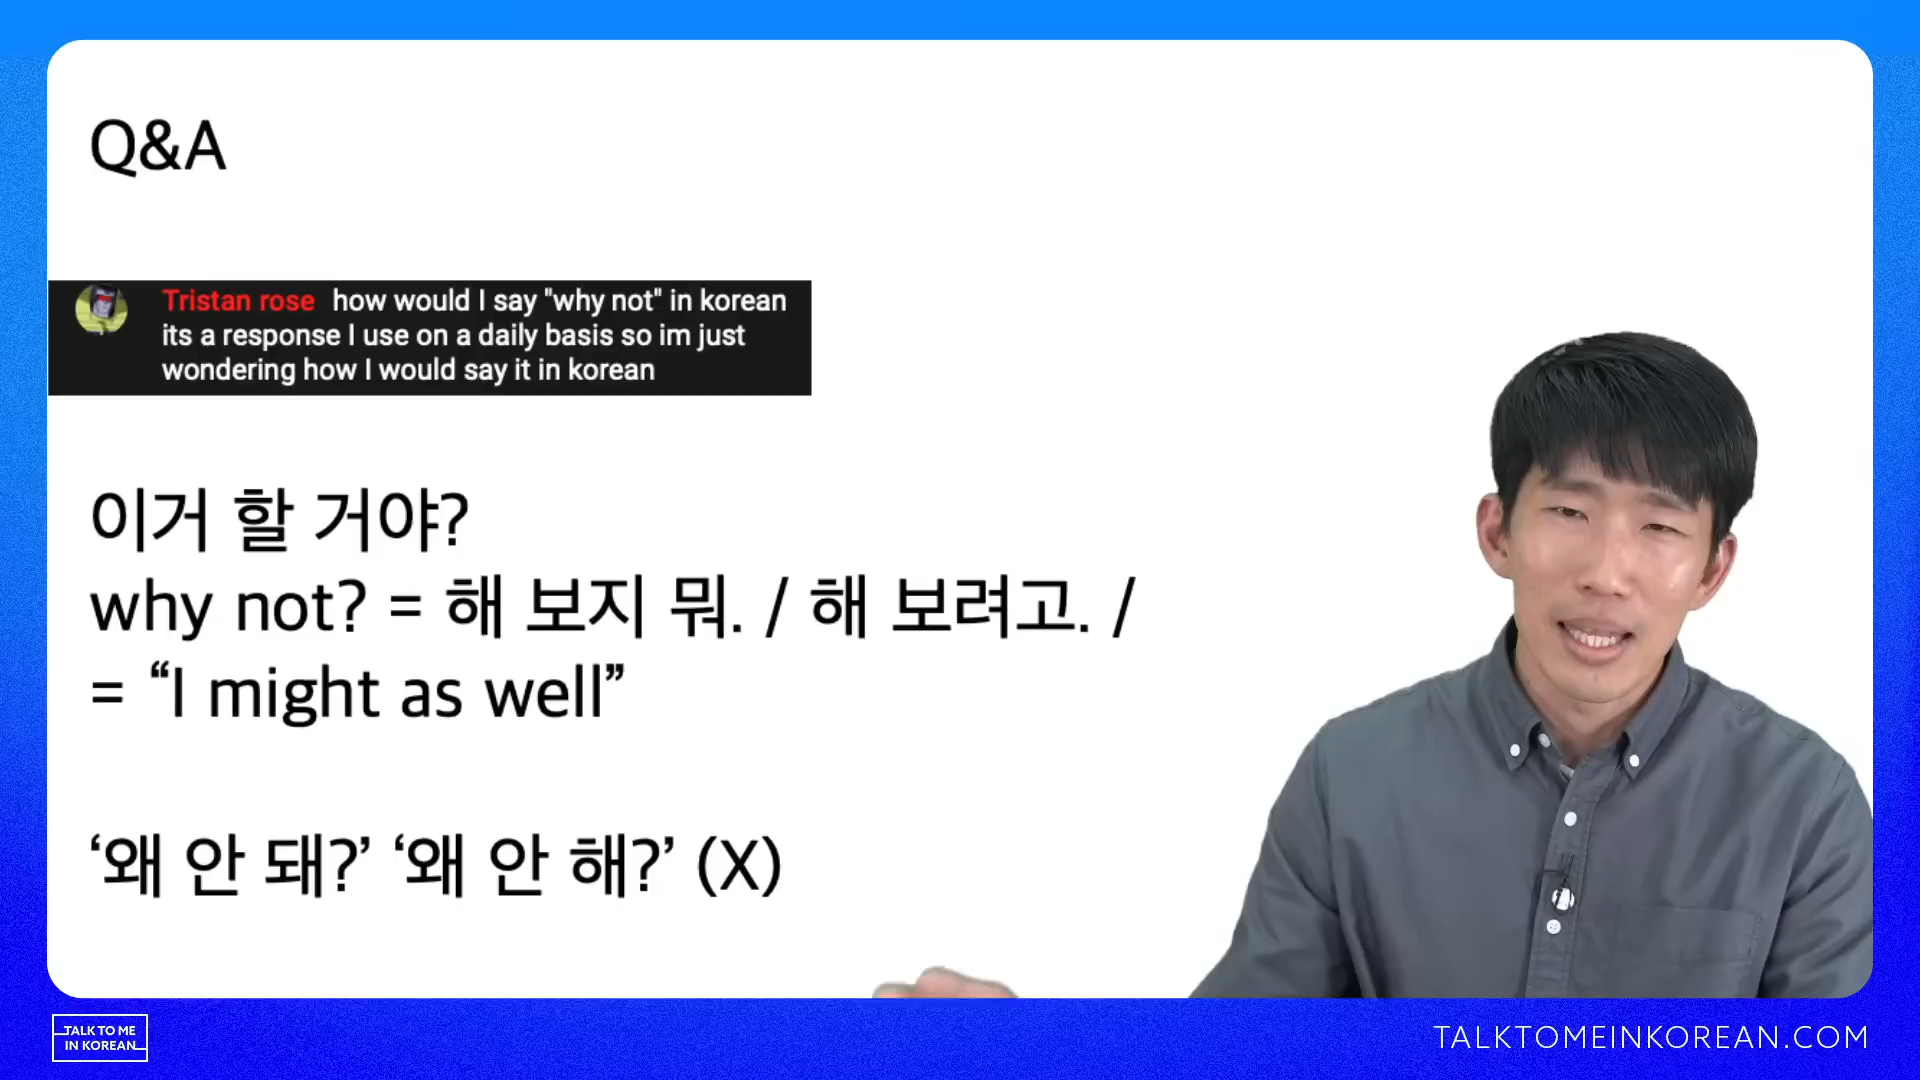 Q&A
Tristan rose how would I say "why not" in korean
its a response I use on a daily basis so im just
wondering how I would say it in korean
이거 할 거야?
why not? = 해 보지 뭐. / 해 보려고. /
= “I might as well”
‘왜 안 돼?’ ‘왜 안 해?’ (X)
TALK TO ME
IN KOREAN
TALKTOMEINKOREAN.COM